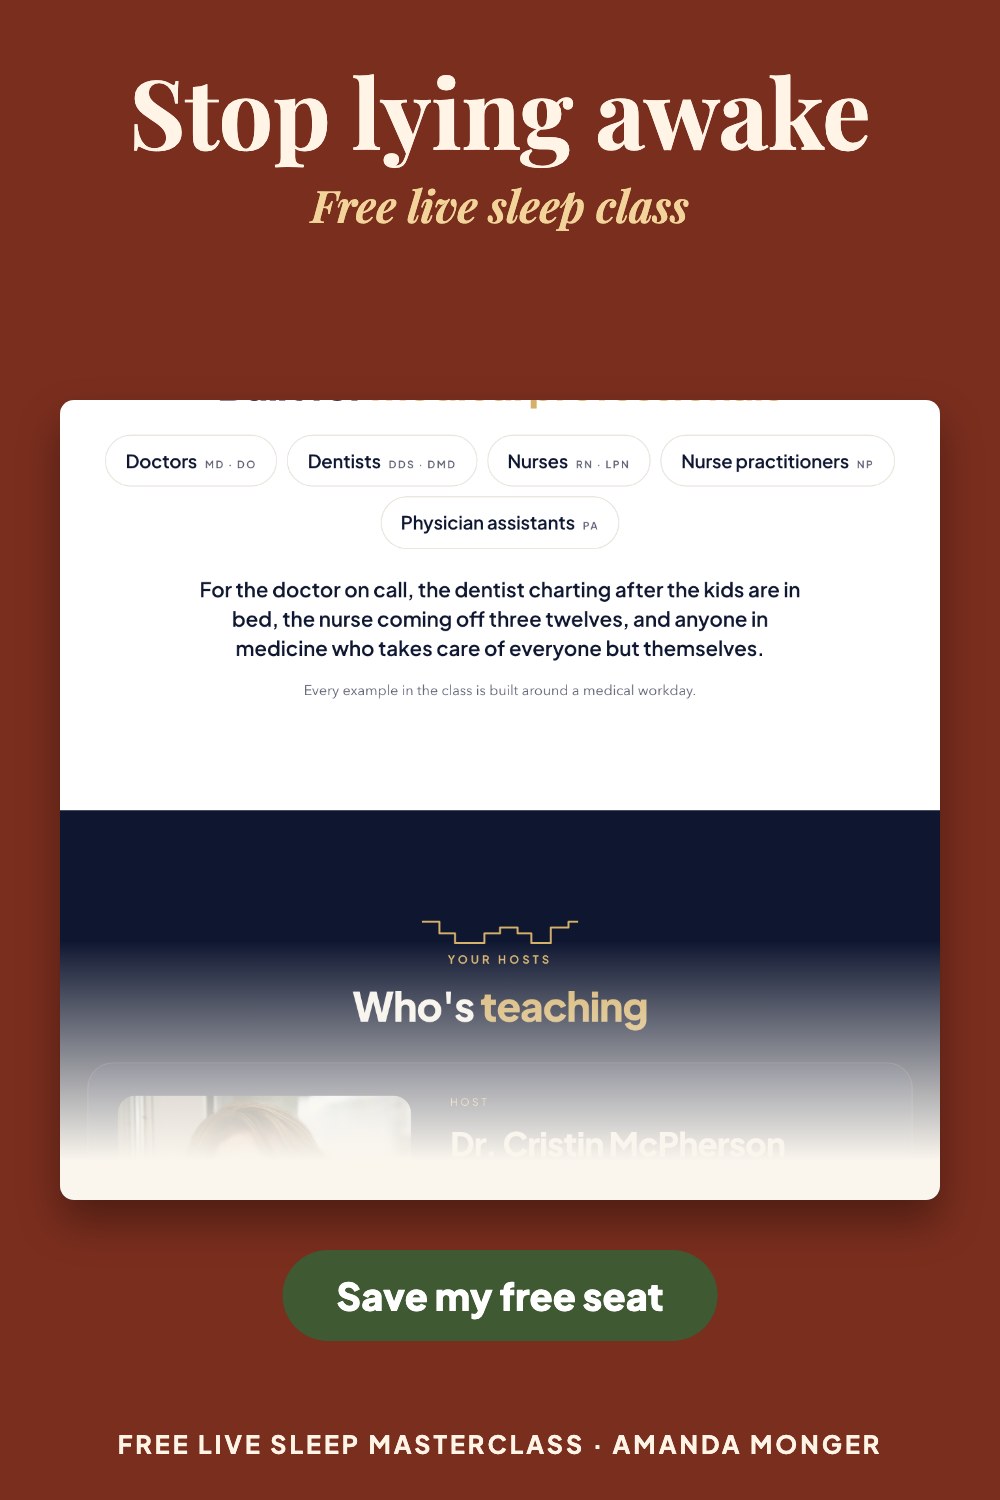 Stop lying awake
Free live sleep class
Doctors MD · DO
Dentists DDS · DMD
Nurses RN · LPN
Nurse practitioners NP
Physician assistants PA
For the doctor on call, the dentist charting after the kids are in
bed, the nurse coming off three twelves, and anyone in
medicine who takes care of everyone but themselves.
Every example in the class is built around a medical workday.
YOUR HOSTS
Who's teaching
HOST
Dr. Cristin McPherson
Save my free seat
FREE LIVE SLEEP MASTERCLASS · AMANDA MONGER